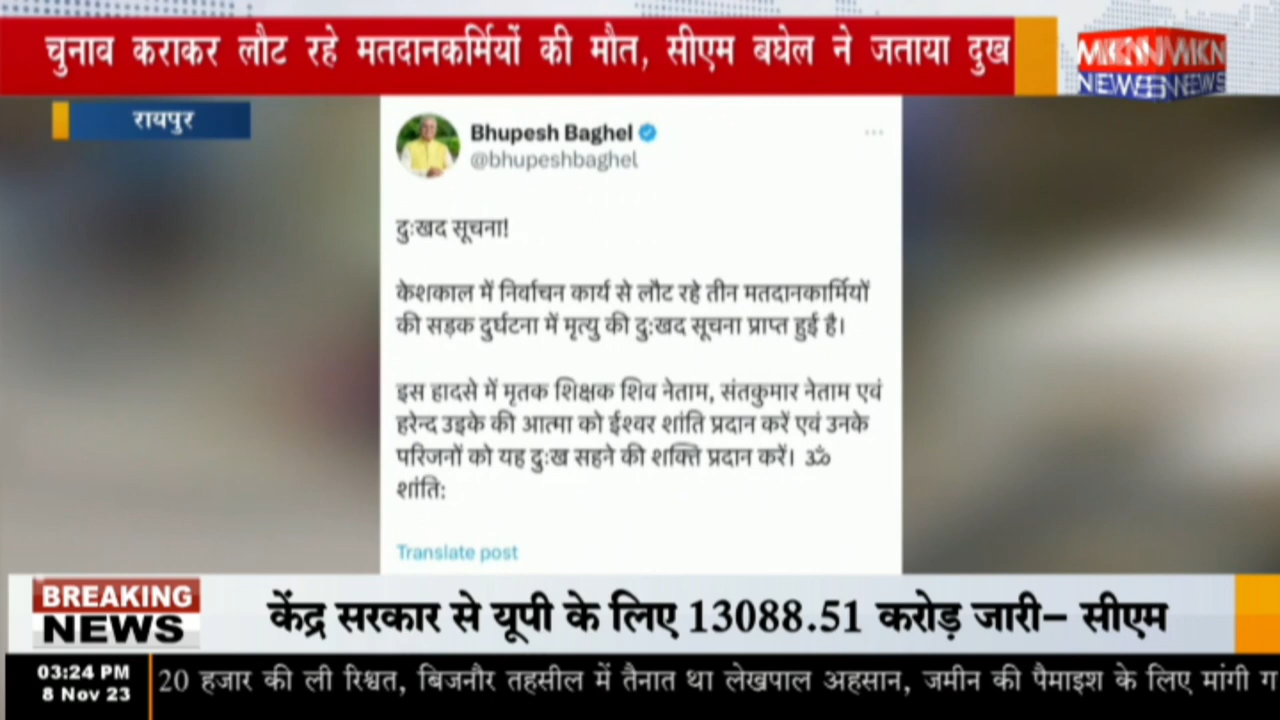 चुनाव कराकर लौट रहे मतदानकर्मियों की मौत, सीएम बघेल ने जताया दुख
रायपुर
Bhupesh Baghel
@bhupeshbaghel
दुःखद सूचना!
केशकाल में निर्वाचन कार्य से लौट रहे तीन मतदानकार्मियों
की सड़क दुर्घटना में मृत्यु की दुःखद सूचना प्राप्त हुई है।
इस हादसे में मृतक शिक्षक शिव नेताम, संतकुमार नेताम एवं
हरेन्द उइके की आत्मा को ईश्वर शांति प्रदान करें एवं उनके
परिजनों को यह दुःख सहने की शक्ति प्रदान करें। ॐ
शांति:
Translate post
BREAKING
NEWS
केंद्र सरकार से यूपी के लिए 13088.51 करोड़ जारी– सीएम
03:24 PM
8 Nov 23
20 हजार की ली रिश्वत, बिजनौर तहसील में तैनात था लेखपाल अहसान, जमीन की पैमाइश के लिए मांगी